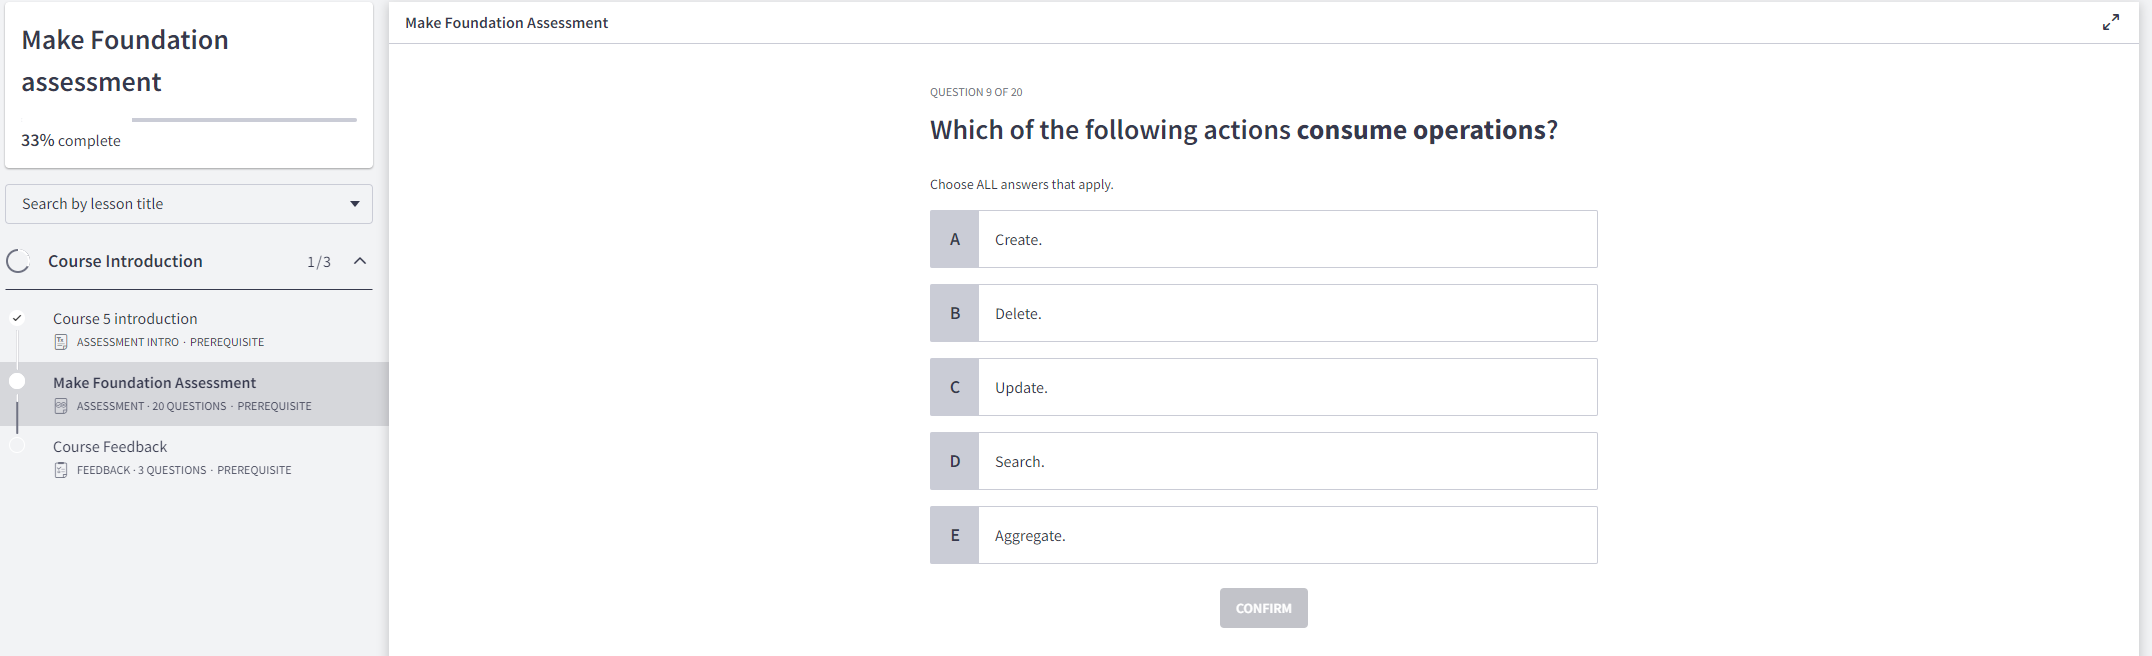 Make Foundation
assessment
33% complete
Search by lesson title
Course Introduction 1/3
Course 5 introduction
ASSESSMENT INTRO · PREREQUISITE
Make Foundation Assessment
ASSESSMENT · 20 QUESTIONS · PREREQUISITE
Course Feedback
FEEDBACK · 3 QUESTIONS · PREREQUISITE
Make Foundation Assessment
QUESTION 9 OF 20
Which of the following actions consume operations?
Choose ALL answers that apply.
A Create.
B Delete.
C Update.
D Search.
E Aggregate.
CONFIRM